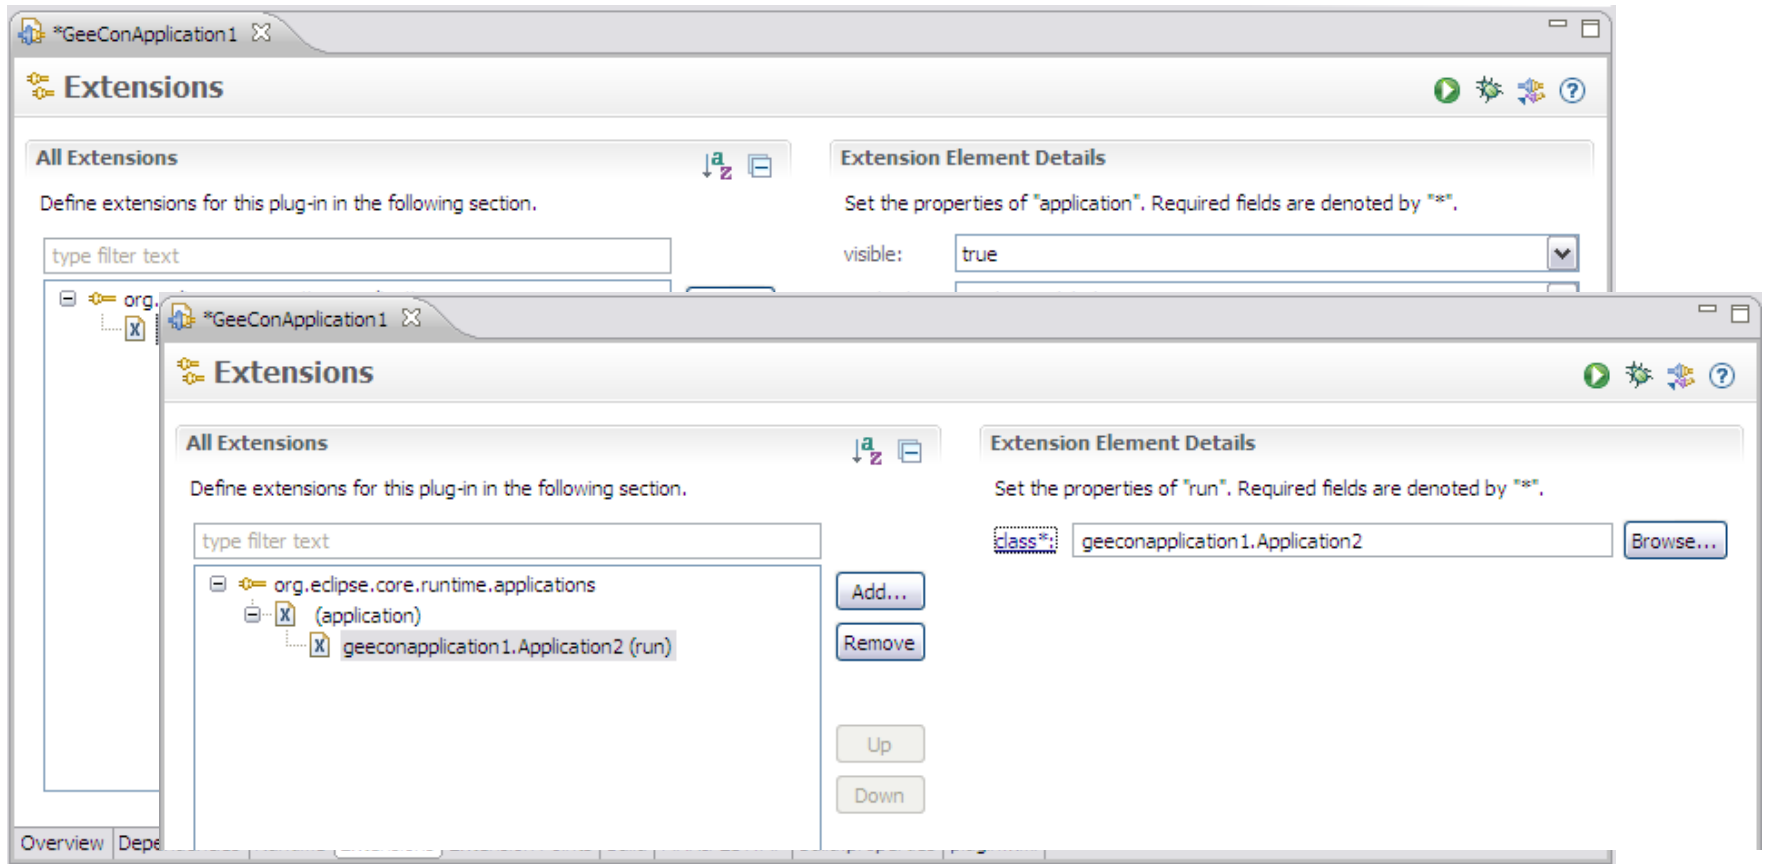 *GeeConApplication1
Extensions
All Extensions
Define extensions for this plug-in in the following section.
type filter text
org.
Extension Element Details
Set the properties of "application". Required fields are denoted by "*".
visible: true
*GeeConApplication1
Extensions
All Extensions
Define extensions for this plug-in in the following section.
type filter text
org.eclipse.core.runtime.applications
(application)
geeconapplication1.Application2 (run)
Add...
Remove
Up
Down
Extension Element Details
Set the properties of "run". Required fields are denoted by "*".
class*: geeconapplication1.Application2 Browse...
Overview Depe